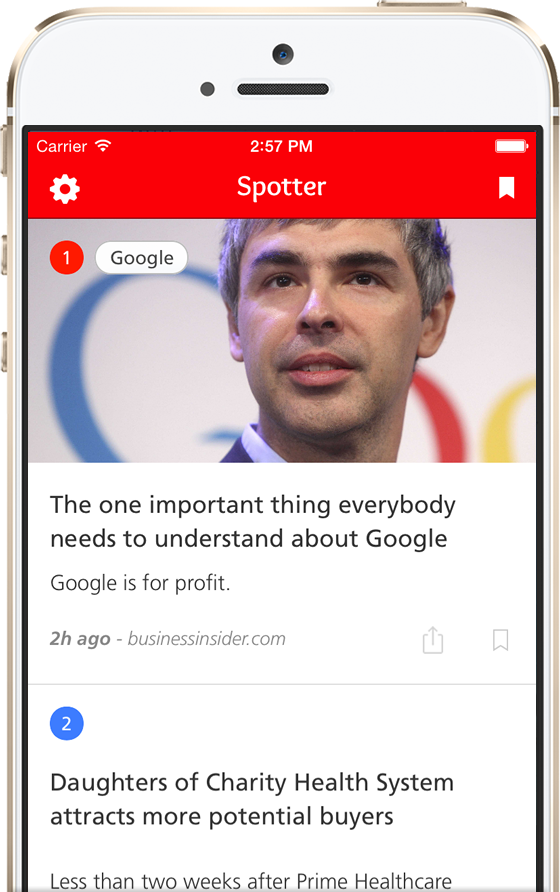 Carrier 2:57 PM
Spotter
1 Google
The one important thing everybody
needs to understand about Google
Google is for profit.
2h ago - businessinsider.com
2
Daughters of Charity Health System
attracts more potential buyers
Less than two weeks after Prime Healthcare